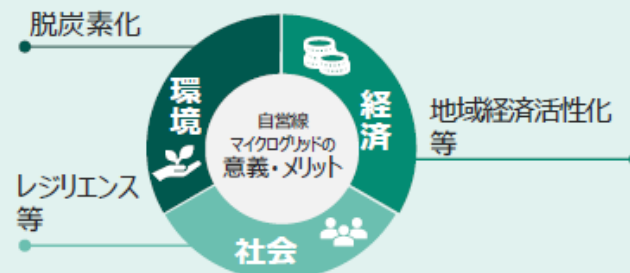 脱炭素化
環境
経済
自営線
マイクログリッドの
意義・メリット
地域経済活性化
等
レジリエンス
等
社会